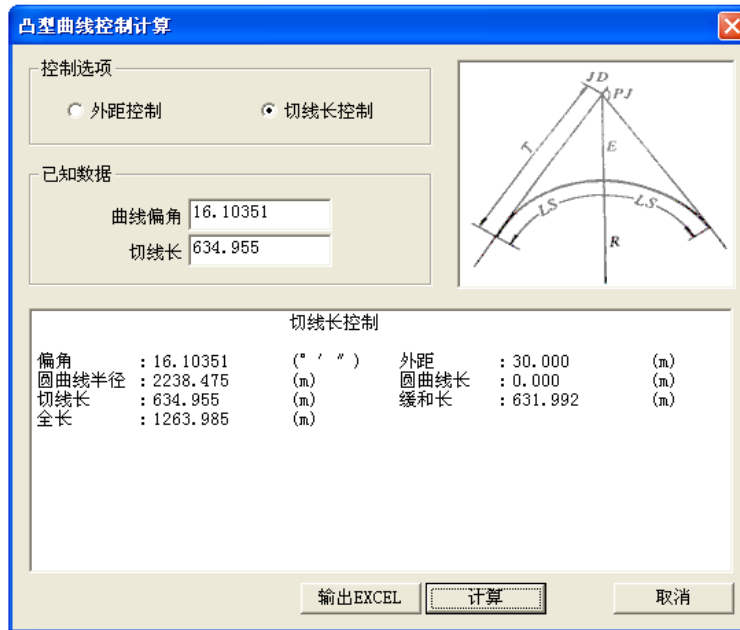 凸型曲线控制计算
控制选项
外距控制 切线长控制
已知数据
曲线偏角 16.10351
切线长 634.955
JD
PJ
T
E
LS LS
R
切线长控制
偏角 : 16.10351 (° ′ ″) 外距 : 30.000 (m)
圆曲线半径 : 2238.475 (m) 圆曲线长 : 0.000 (m)
切线长 : 634.955 (m) 缓和长 : 631.992 (m)
全长 : 1263.985 (m)
输出EXCEL 计算 取消